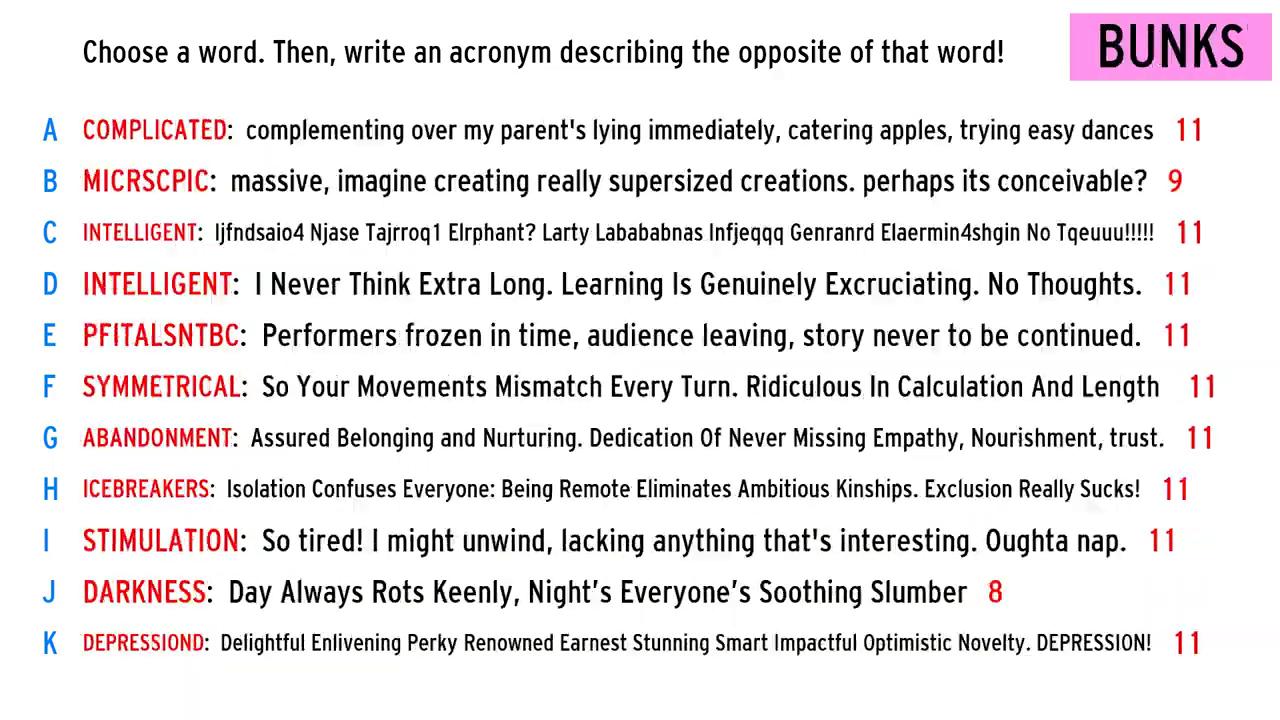 Choose a word. Then, write an acronym describing the opposite of that word!
BUNKS
A COMPLICATED: complementing over my parent's lying immediately, catering apples, trying easy dances 11
B MICRSCPIC: massive, imagine creating really supersized creations. perhaps its conceivable? 9
C INTELLIGENT: Ijfndsaio4 Njase Tajrroq1 Elrphant? Larty Labababnas Infjeqqq Genranrd Elaermin4shgin No Tqeuuu!!!!! 11
D INTELLIGENT: I Never Think Extra Long. Learning Is Genuinely Excruciating. No Thoughts. 11
E PFITALSNTBC: Performers frozen in time, audience leaving, story never to be continued. 11
F SYMMETRICAL: So Your Movements Mismatch Every Turn. Ridiculous In Calculation And Length 11
G ABANDONMENT: Assured Belonging and Nurturing. Dedication Of Never Missing Empathy, Nourishment, trust. 11
H ICEBREAKERS: Isolation Confuses Everyone: Being Remote Eliminates Ambitious Kinships. Exclusion Really Sucks! 11
I STIMULATION: So tired! I might unwind, lacking anything that's interesting. Oughta nap. 11
J DARKNESS: Day Always Rots Keenly, Night’s Everyone’s Soothing Slumber 8
K DEPRESSIOND: Delightful Enlivening Perky Renowned Earnest Stunning Smart Impactful Optimistic Novelty. DEPRESSION! 11